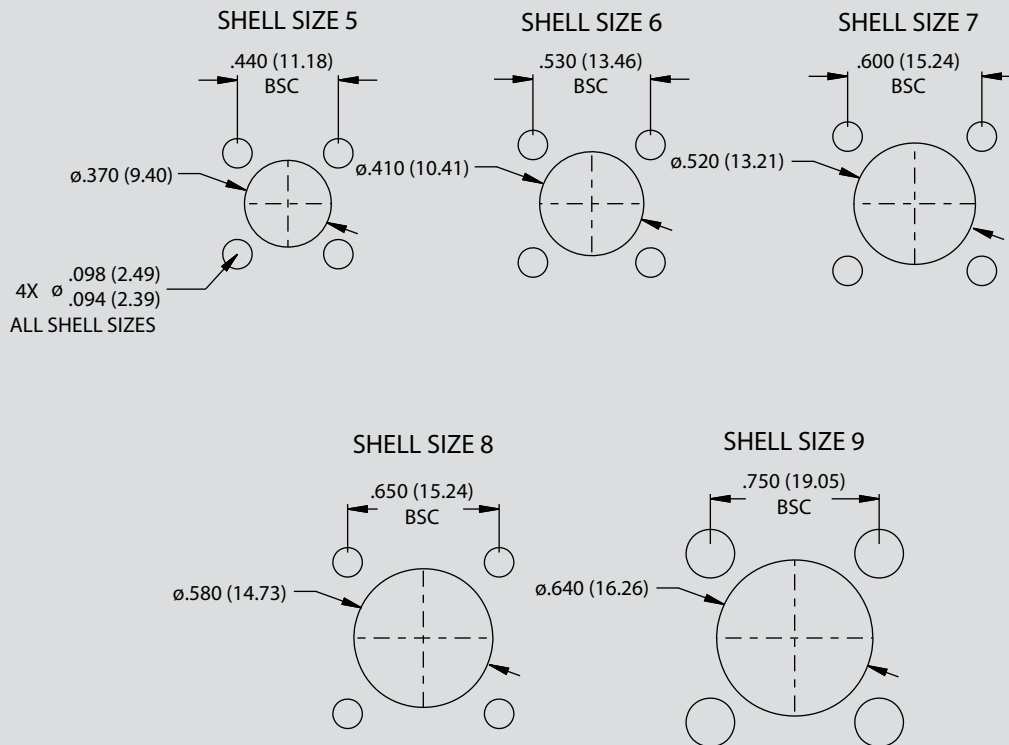 SHELL SIZE 5
.440 (11.18)
BSC
ø.370 (9.40)
4X ø .098 (2.49)
.094 (2.39)
ALL SHELL SIZES
SHELL SIZE 6
.530 (13.46)
BSC
ø.410 (10.41)
SHELL SIZE 7
.600 (15.24)
BSC
ø.520 (13.21)
SHELL SIZE 8
.650 (15.24)
BSC
ø.580 (14.73)
SHELL SIZE 9
.750 (19.05)
BSC
ø.640 (16.26)